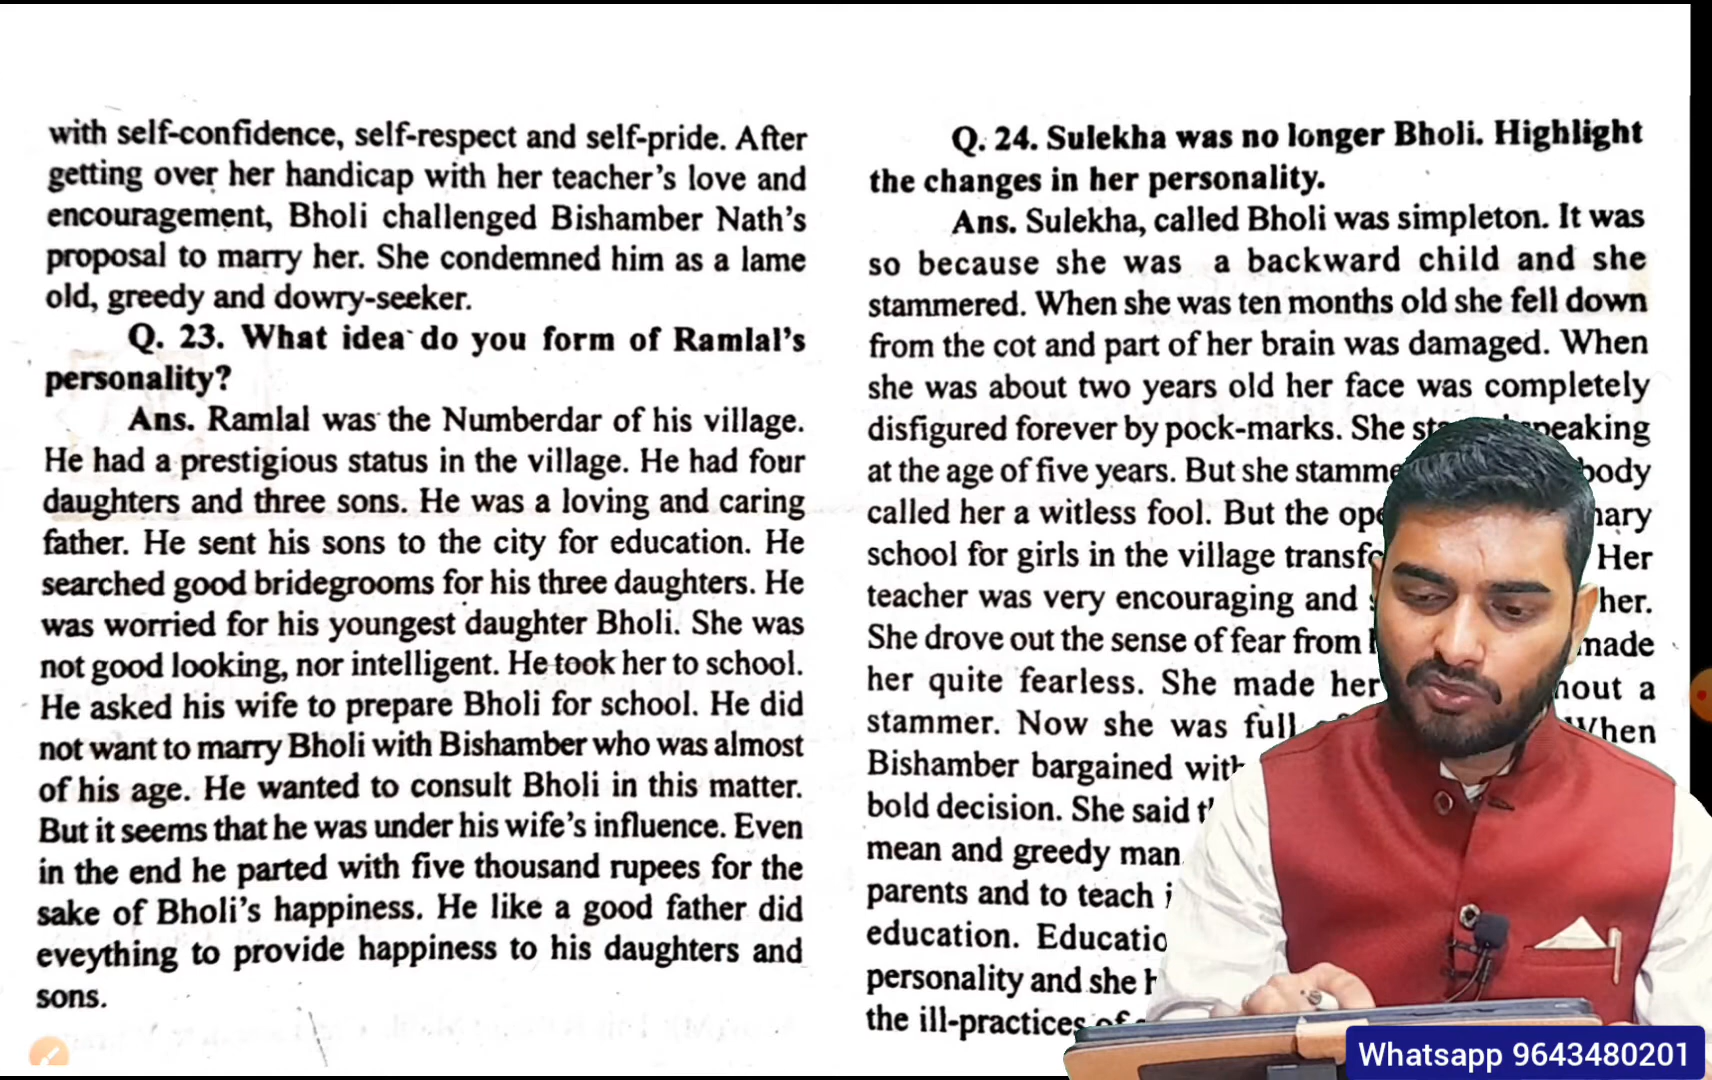 with self-confidence, self-respect and self-pride. After
getting over her handicap with her teacher's love and
encouragement, Bholi challenged Bishamber Nath's
proposal to marry her. She condemned him as a lame
old, greedy and dowry-seeker.
Q. 23. What idea do you form of Ramlal's
personality?
Ans. Ramlal was the Numberdar of his village.
He had a prestigious status in the village. He had four
daughters and three sons. He was a loving and caring
father. He sent his sons to the city for education. He
searched good bridegrooms for his three daughters. He
was worried for his youngest daughter Bholi. She was
not good looking, nor intelligent. He took her to school.
He asked his wife to prepare Bholi for school. He did
not want to marry Bholi with Bishamber who was almost
of his age. He wanted to consult Bholi in this matter.
But it seems that he was under his wife's influence. Even
in the end he parted with five thousand rupees for the
sake of Bholi's happiness. He like a good father did
eveything to provide happiness to his daughters and
sons.
Q. 24. Sulekha was no longer Bholi. Highlight
the changes in her personality.
Ans. Sulekha, called Bholi was simpleton. It was
so because she was a backward child and she
stammered. When she was ten months old she fell down
from the cot and part of her brain was damaged. When
she was about two years old her face was completely
disfigured forever by pock-marks. She speaking
at the age of five years. But she
called her a witless fool. But the
school for girls in the village Her
teacher was very encouraging and her.
She drove out the sense of fear from made
her quite fearless. She made her a
stammer. Now she was full When
Bishamber bargained with
bold decision. She said
mean and greedy man
parents and to teach
education.
personality and she
the ill-practices of
Whatsapp 9643480201